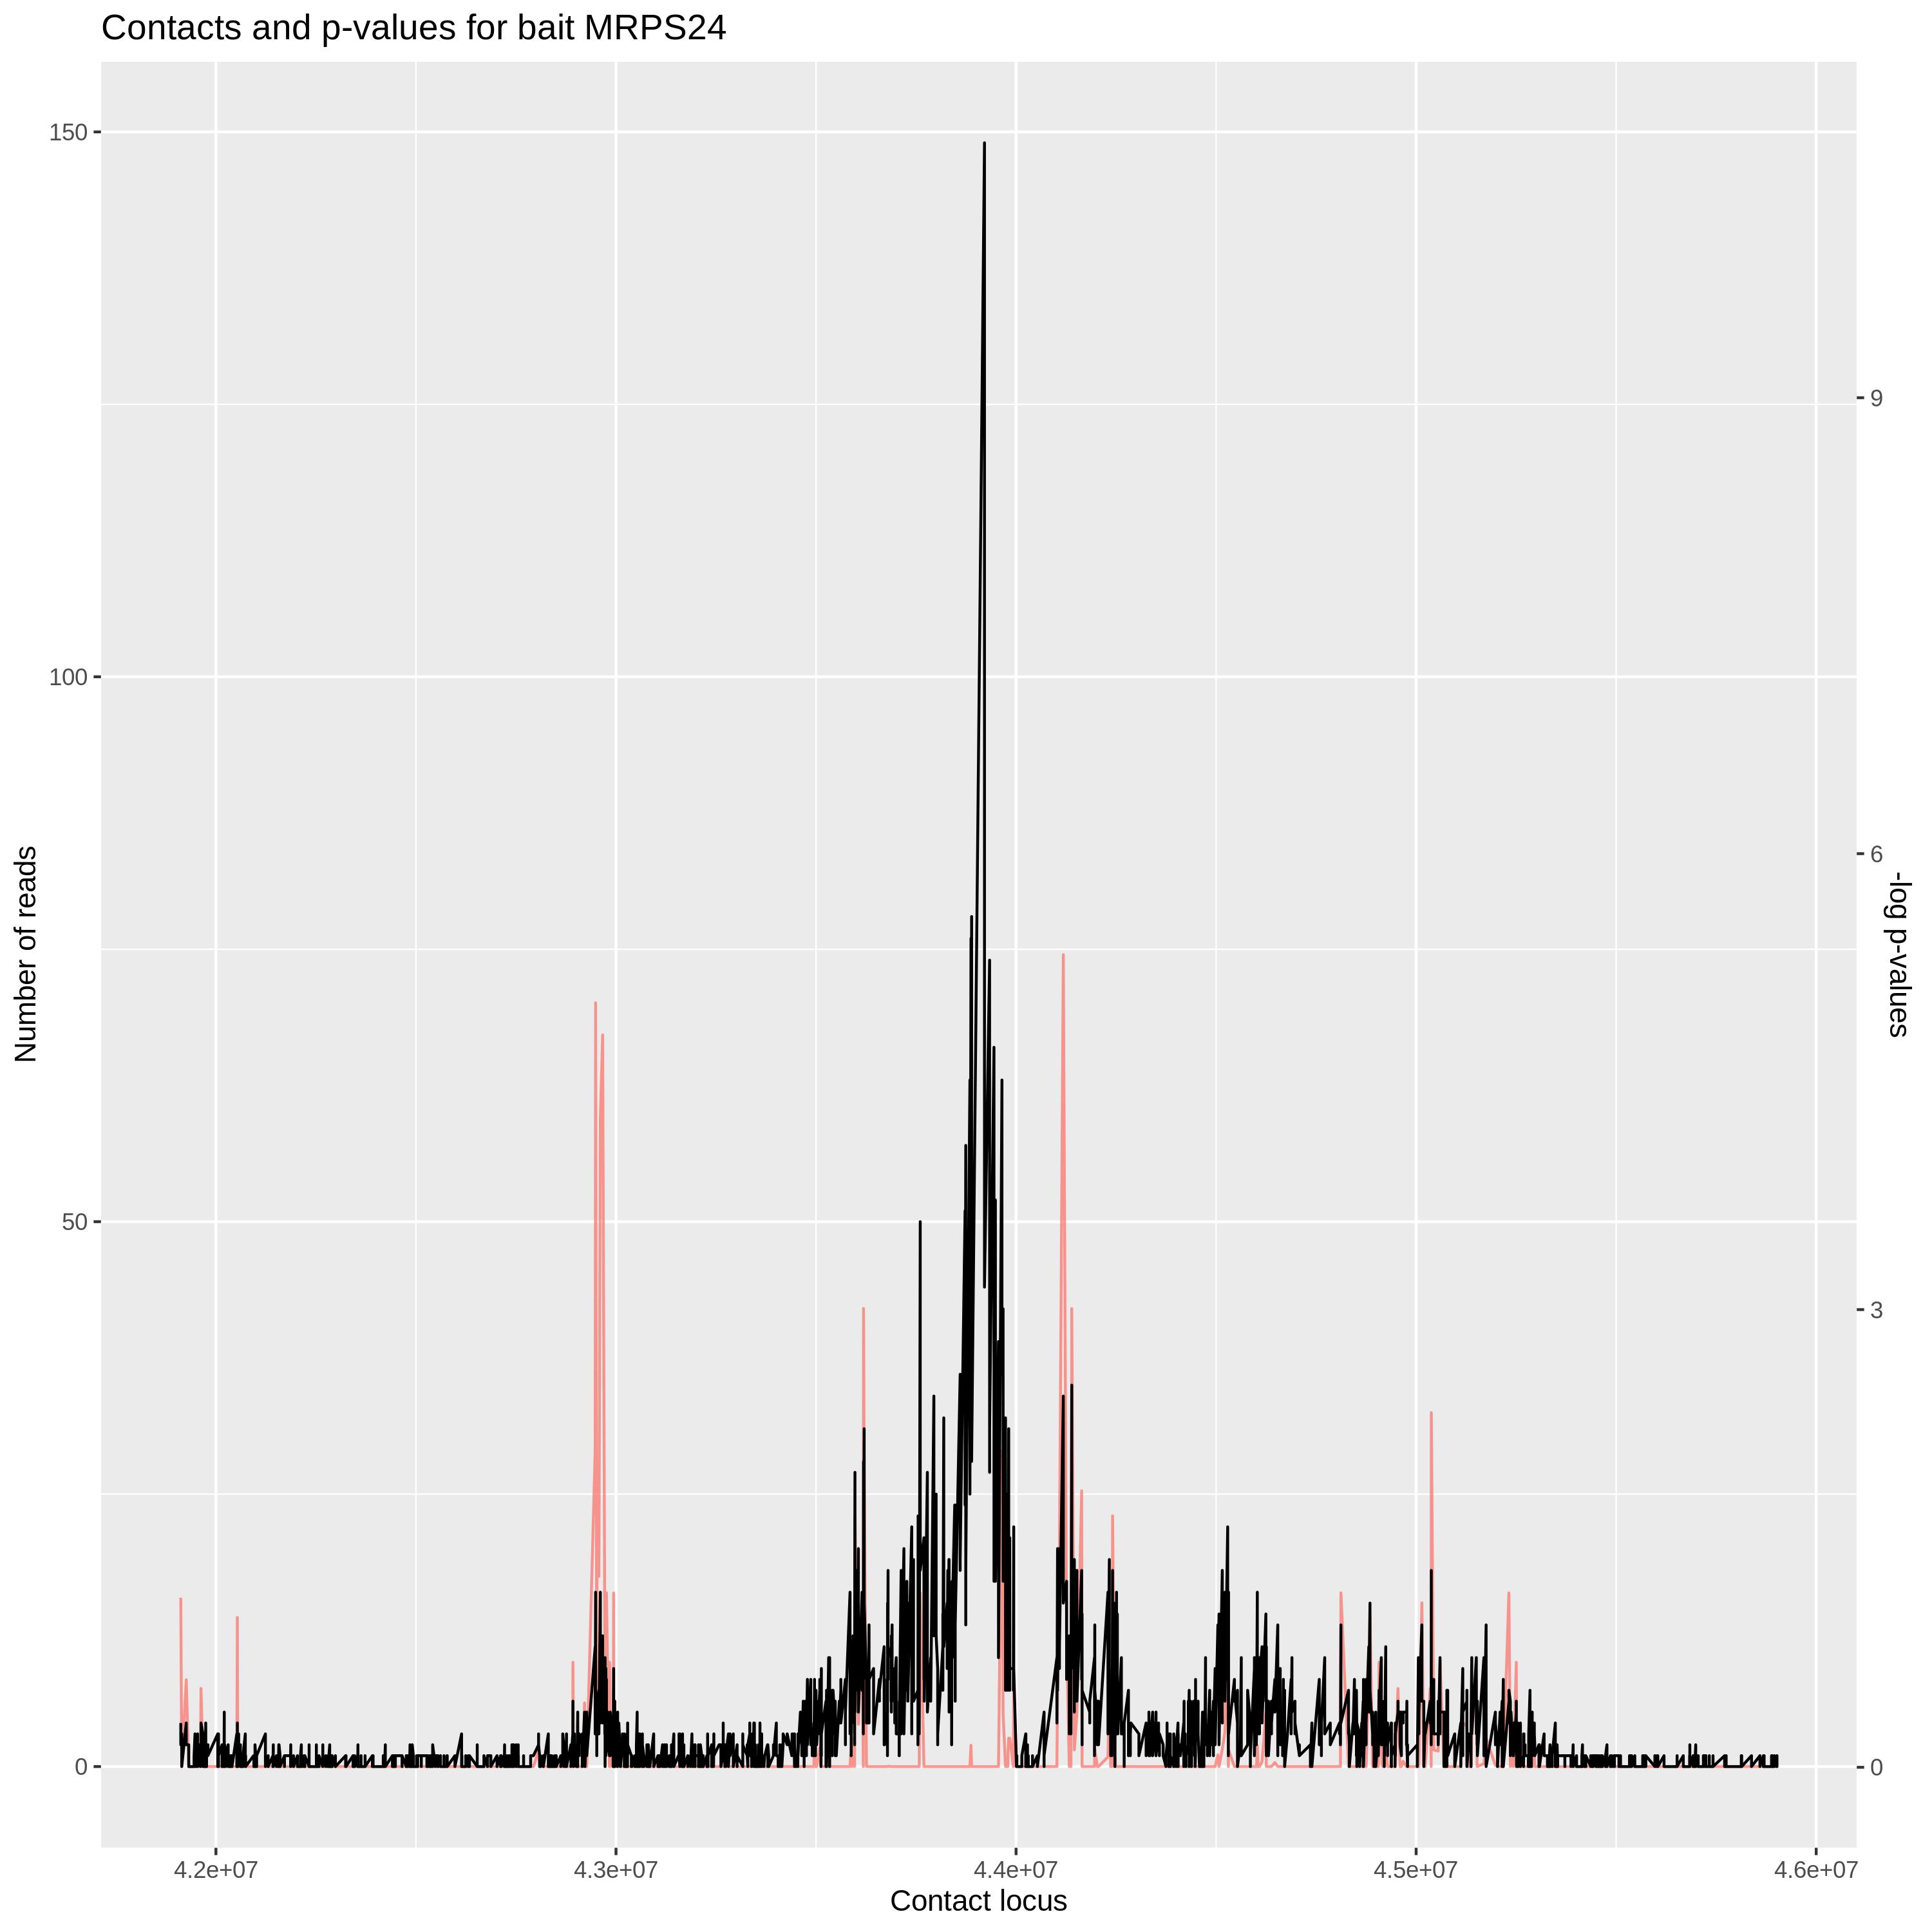 Contacts and p-values for bait MRPS24
150
100
50
0
Number of reads
9
6
3
0
-log p-values
4.2e+07
4.3e+07
4.4e+07
4.5e+07
4.6e+07
Contact locus